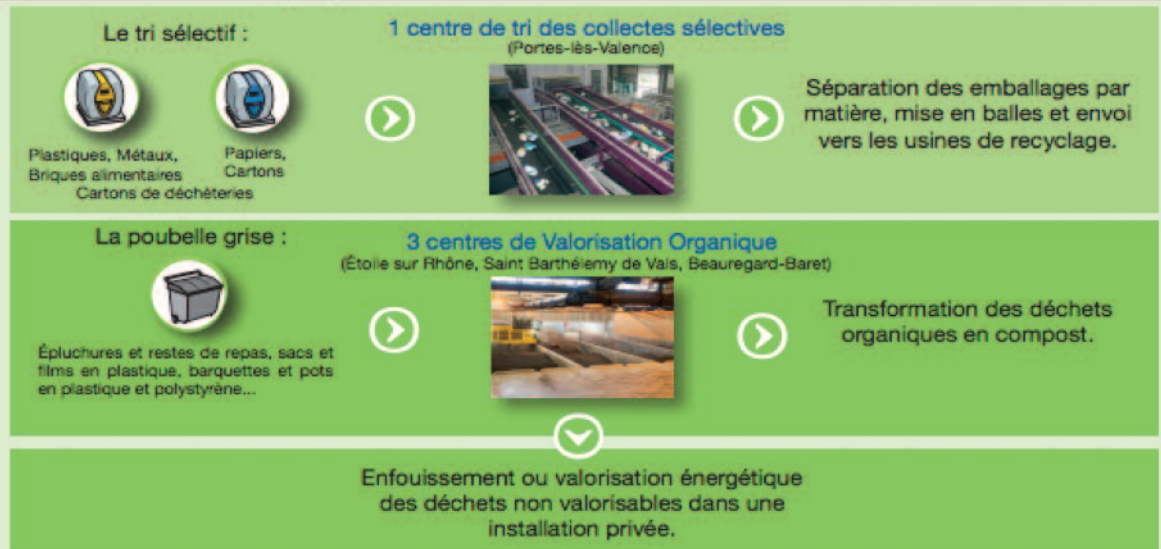 Le tri sélectif :
Plastiques, Métaux,
Briques alimentaires
Papiers,
Cartons
Cartons de déchèteries
1 centre de tri des collectes sélectives
(Portes-lès-Valence)
Séparation des emballages par
matière, mise en balles et envoi
vers les usines de recyclage.
La poubelle grise :
Épluchures et restes de repas, sacs et
films en plastique, barquettes et pots
en plastique et polystyrène...
3 centres de Valorisation Organique
(Étoile sur Rhône, Saint Barthélemy de Vals, Beauregard-Baret)
Transformation des déchets
organiques en compost.
Enfouissement ou valorisation énergétique
des déchets non valorisables dans une
installation privée.